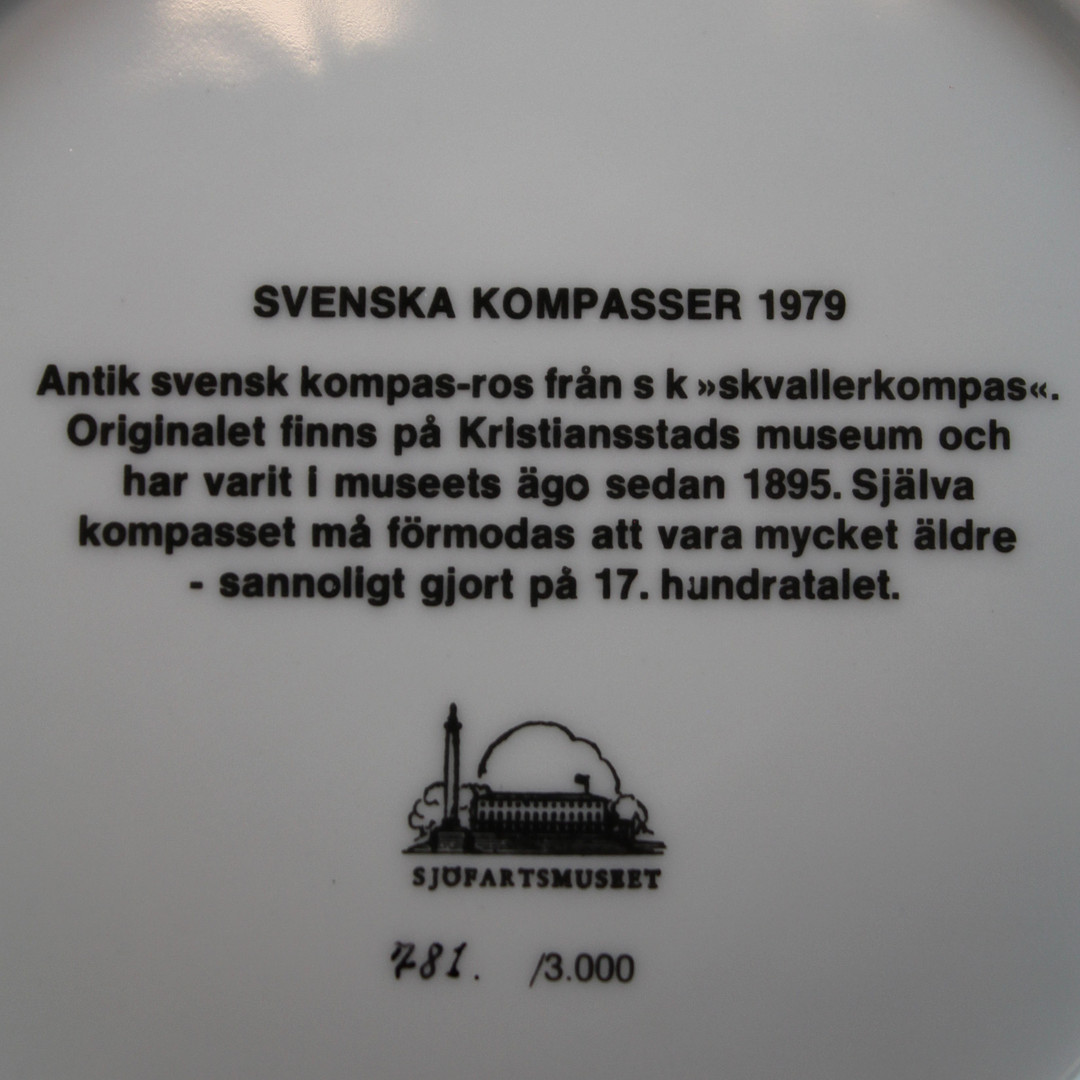 SVENSKA KOMPASSER 1979
Antik svensk kompas-ros från s k »skvallerkompas«.
Originalet finns på Kristiansstads museum och
har varit i museets ägo sedan 1895. Själva
kompasset må förmodas att vara mycket äldre
- sannoligt gjort på 17. hundratalet.
SJÖFARTSMUSEET
781. /3.000